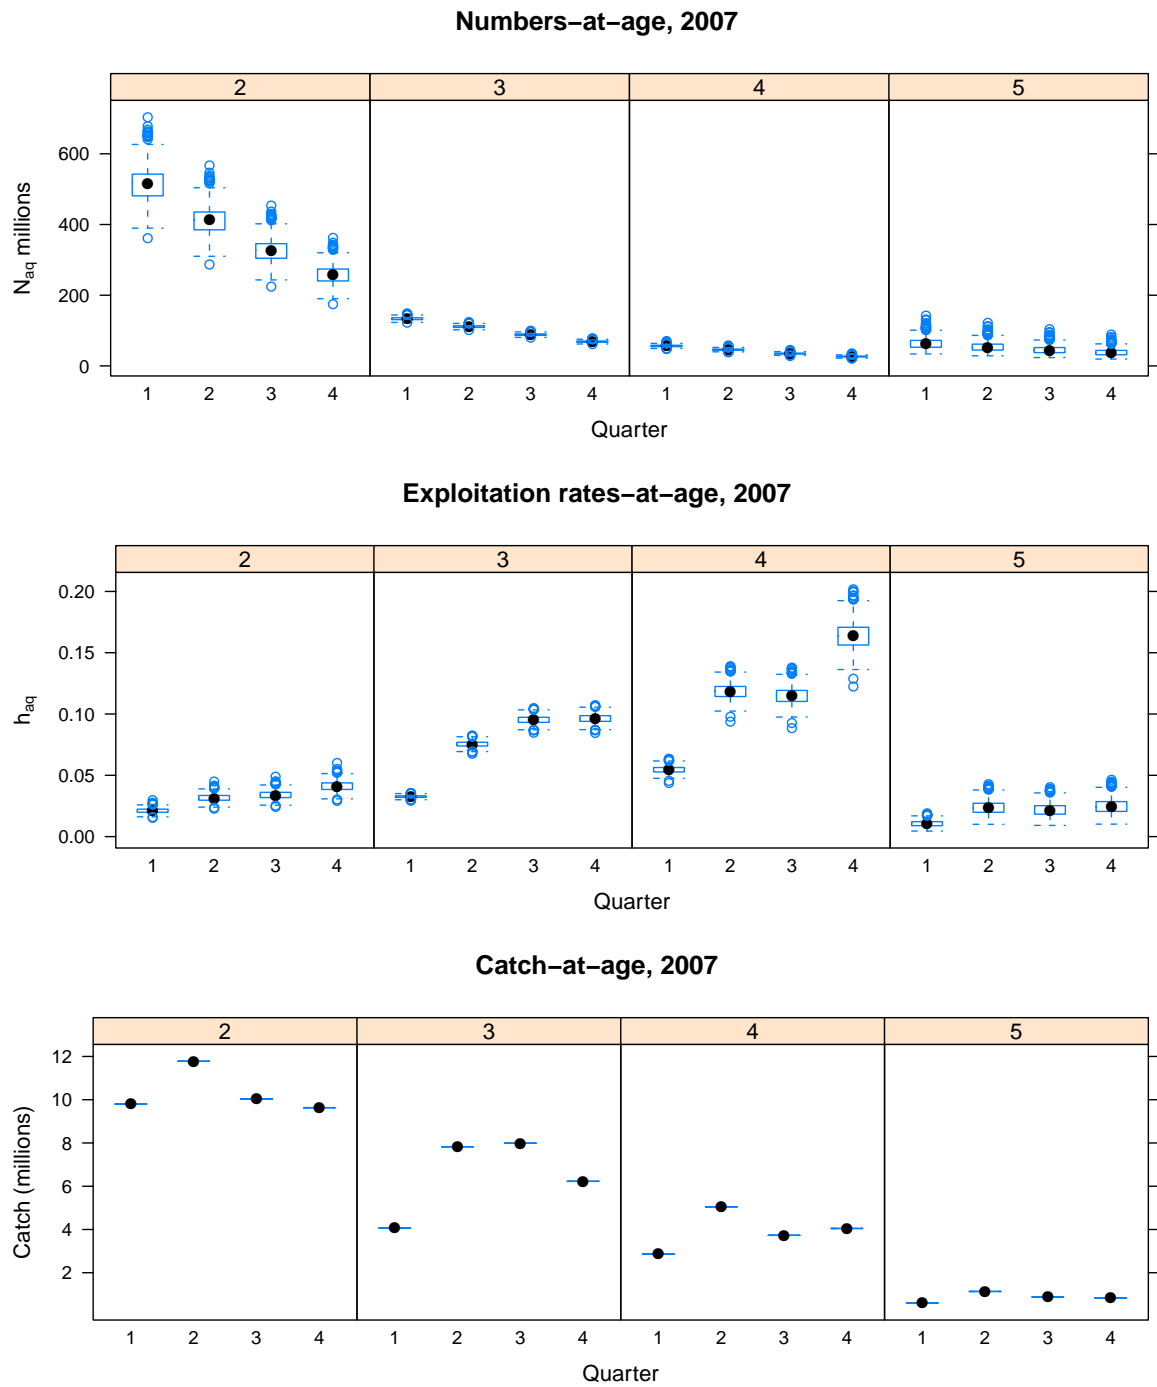 Numbers−at−age, 2007
2 3 4 5
600
400
200
0
Naq millions
1 2 3 4 1 2 3 4 1 2 3 4 1 2 3 4
Quarter
Exploitation rates−at−age, 2007
2 3 4 5
0.20
0.15
0.10
0.05
0.00
haq
1 2 3 4 1 2 3 4 1 2 3 4 1 2 3 4
Quarter
Catch−at−age, 2007
2 3 4 5
12
10
8
6
4
2
Catch (millions)
1 2 3 4 1 2 3 4 1 2 3 4 1 2 3 4
Quarter